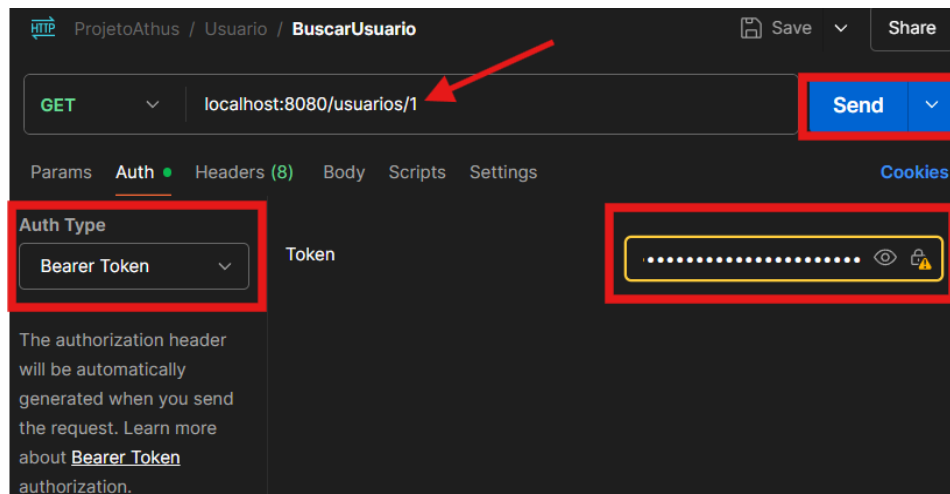 HTTP ProjetoAthus / Usuario / BuscarUsuario Save Share
GET localhost:8080/usuarios/1 Send
Params Auth Headers (8) Body Scripts Settings Cookies
Auth Type
Bearer Token
Token ••••••••••••••••••••••
The authorization header
will be automatically
generated when you send
the request. Learn more
about Bearer Token
authorization.